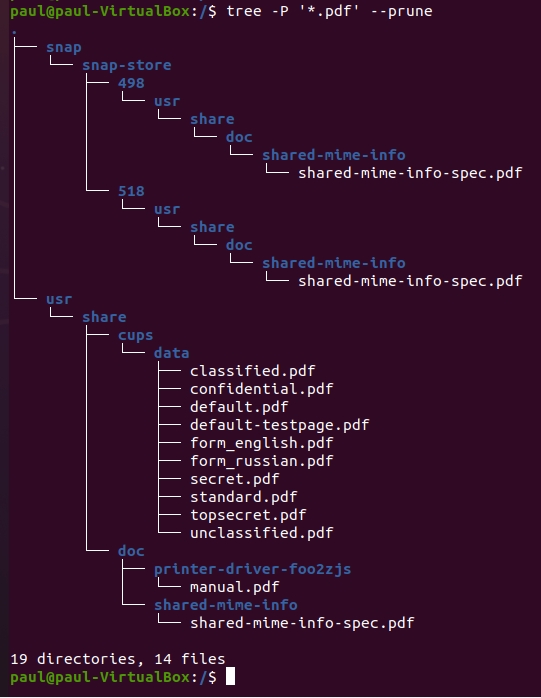 paul@paul-VirtualBox:/$ tree -P '*.pdf' --prune
.
├── snap
│   └── snap-store
│       ├── 498
│       │   └── usr
│       │       └── share
│       │           └── doc
│       │               └── shared-mime-info
│       │                   └── shared-mime-info-spec.pdf
│       └── 518
│           └── usr
│               └── share
│                   └── doc
│                       └── shared-mime-info
│                           └── shared-mime-info-spec.pdf
└── usr
    └── share
        ├── cups
        │   └── data
        │       ├── classified.pdf
        │       ├── confidential.pdf
        │       ├── default.pdf
        │       ├── default-testpage.pdf
        │       ├── form_english.pdf
        │       ├── form_russian.pdf
        │       ├── secret.pdf
        │       ├── standard.pdf
        │       ├── topsecret.pdf
        │       └── unclassified.pdf
        └── doc
            ├── printer-driver-foo2zjs
            │   └── manual.pdf
            └── shared-mime-info
                └── shared-mime-info-spec.pdf

19 directories, 14 files
paul@paul-VirtualBox:/$